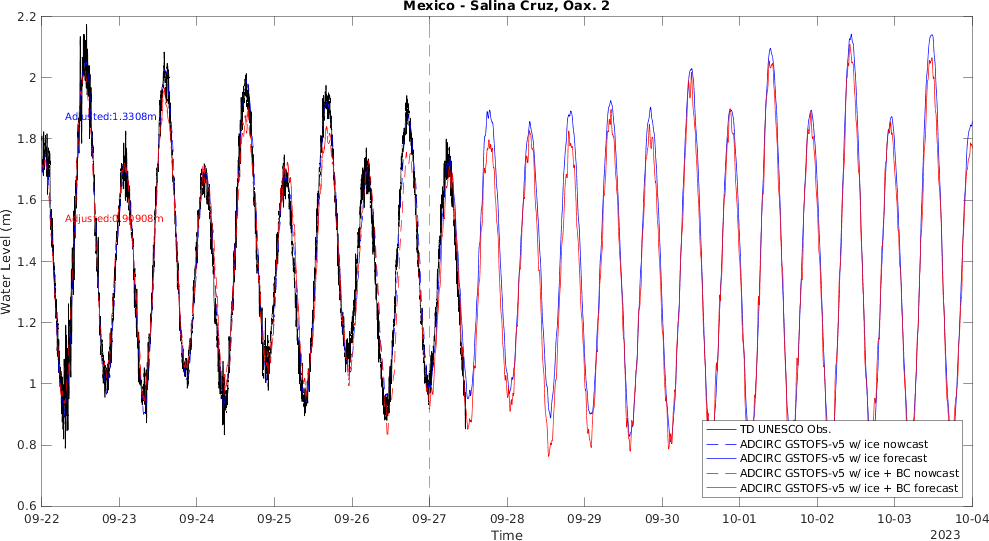 Mexico - Salina Cruz, Oax. 2
2.2
2
1.8
1.6
1.4
1.2
1
0.8
0.6
Water Level (m)
Adjusted:1.3308m
Adjusted:0.90908m
TD UNESCO Obs.
ADCIRC GSTOFS-v5 w/ ice nowcast
ADCIRC GSTOFS-v5 w/ ice forecast
ADCIRC GSTOFS-v5 w/ ice + BC nowcast
ADCIRC GSTOFS-v5 w/ ice + BC forecast
09-22 09-23 09-24 09-25 09-26 09-27 09-28 09-29 09-30 10-01 10-02 10-03 10-04
Time
2023